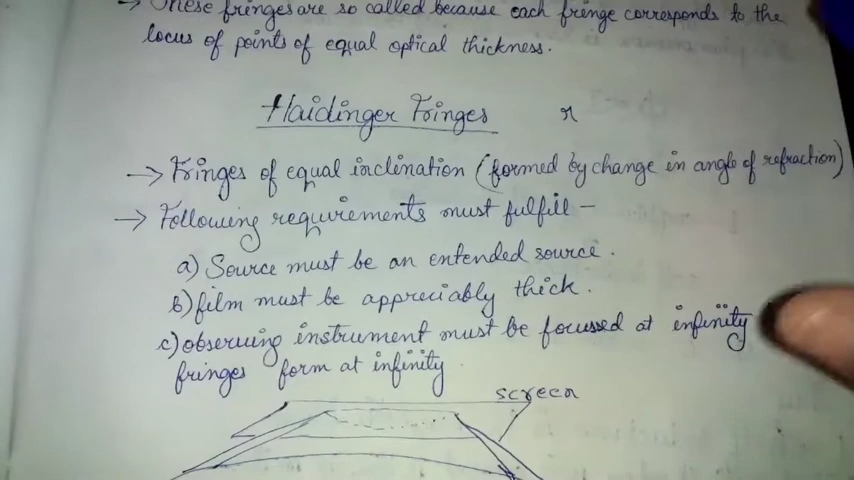 → These fringes are so called because each fringe corresponds to the
locus of points of equal optical thickness.
Haidinger Fringes
→ Fringes of equal inclination (formed by change in angle of refraction)
→ Following requirements must fulfill –
a) Source must be an entended source.
b) film must be appreciably thick.
c) observing instrument must be focussed at infinity
fringes form at infinity
screen